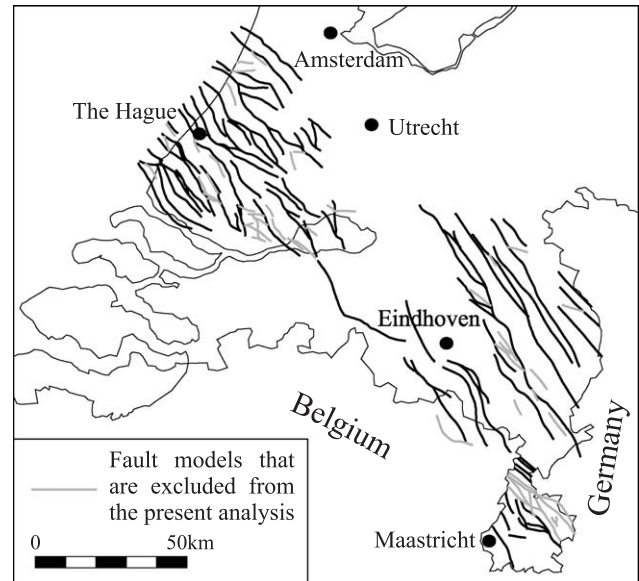 Amsterdam
The Hague
Utrecht
Eindhoven
Belgium
Germany
Fault models that
are excluded from
the present analysis
0 50km
Maastricht